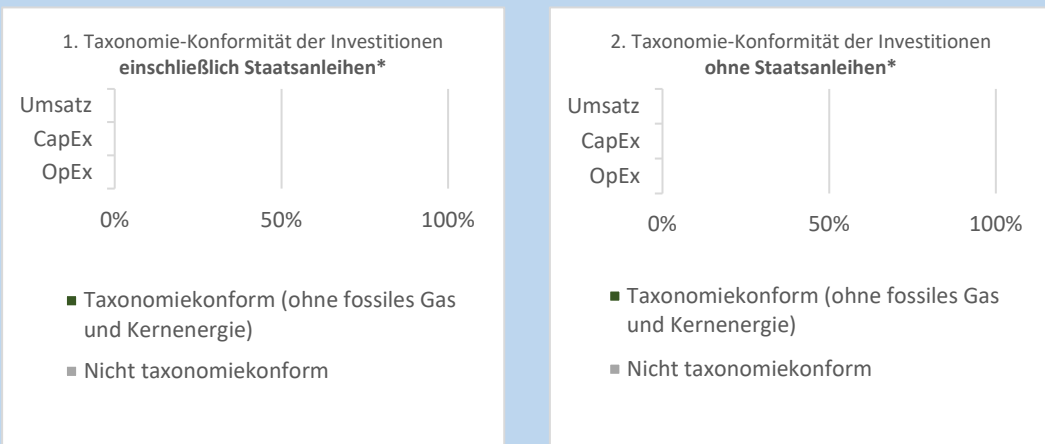 1. Taxonomie-Konformität der Investitionen
einschließlich Staatsanleihen*
Umsatz
CapEx
OpEx
0% 50% 100%
Taxonomiekonform (ohne fossiles Gas
und Kernenergie)
Nicht taxonomiekonform
2. Taxonomie-Konformität der Investitionen
ohne Staatsanleihen*
Umsatz
CapEx
OpEx
0% 50% 100%
Taxonomiekonform (ohne fossiles Gas
und Kernenergie)
Nicht taxonomiekonform